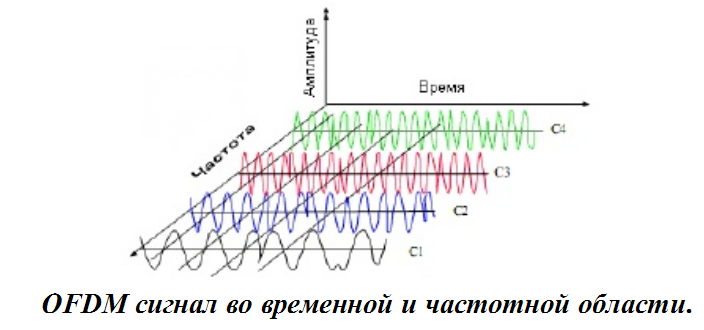 Амплитуда
Время
Частота
C4
C3
C2
C1
OFDM сигнал во временной и частотной области.